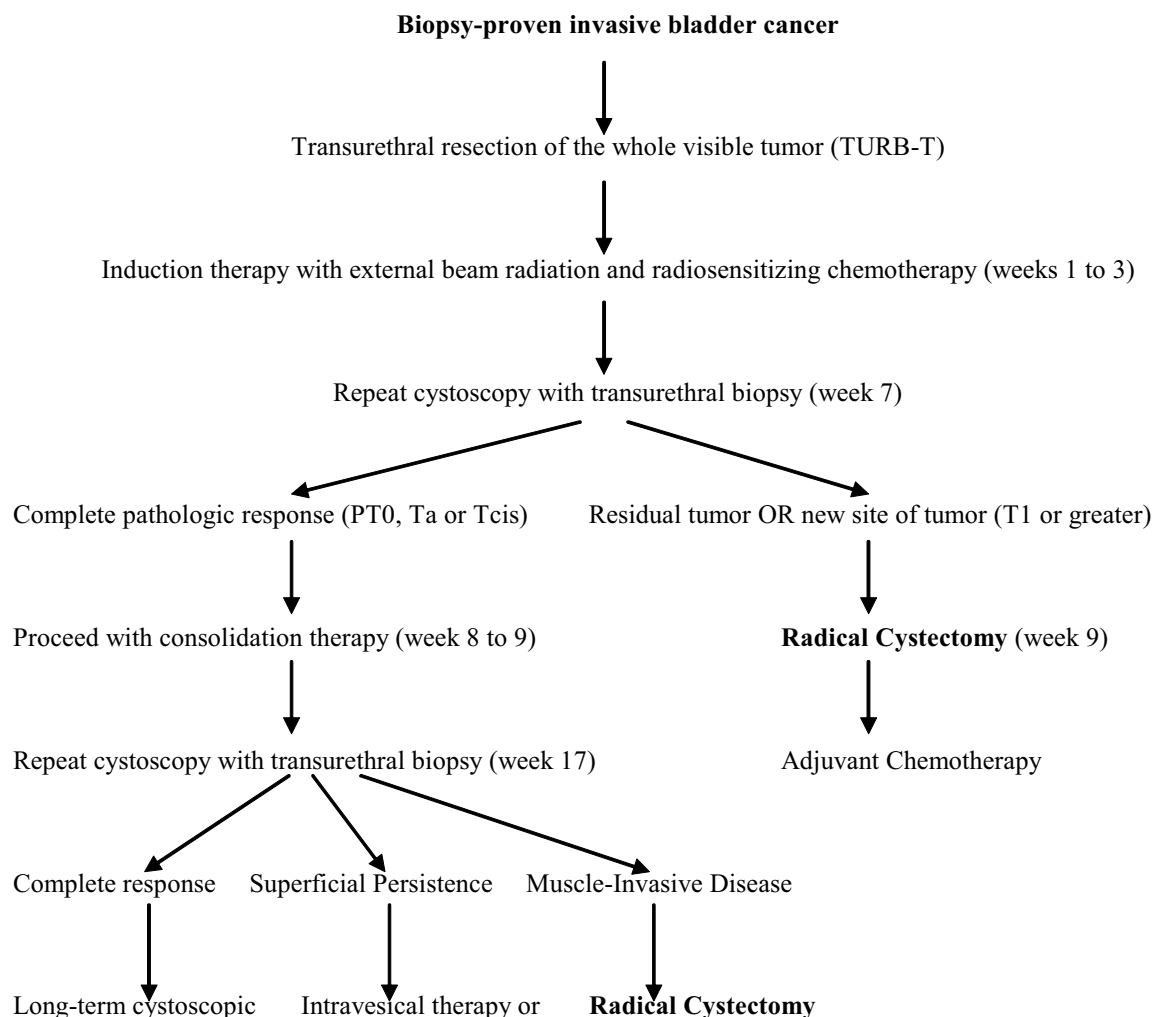 Biopsy-proven invasive bladder cancer
Transurethral resection of the whole visible tumor (TURB-T)
Induction therapy with external beam radiation and radiosensitizing chemotherapy (weeks 1 to 3)
Repeat cystoscopy with transurethral biopsy (week 7)
Complete pathologic response (PT0, Ta or Tcis)
Residual tumor OR new site of tumor (T1 or greater)
Proceed with consolidation therapy (week 8 to 9)
Radical Cystectomy (week 9)
Repeat cystoscopy with transurethral biopsy (week 17)
Adjuvant Chemotherapy
Complete response
Superficial Persistence
Muscle-Invasive Disease
Long-term cystoscopic
Intravesical therapy or
Radical Cystectomy